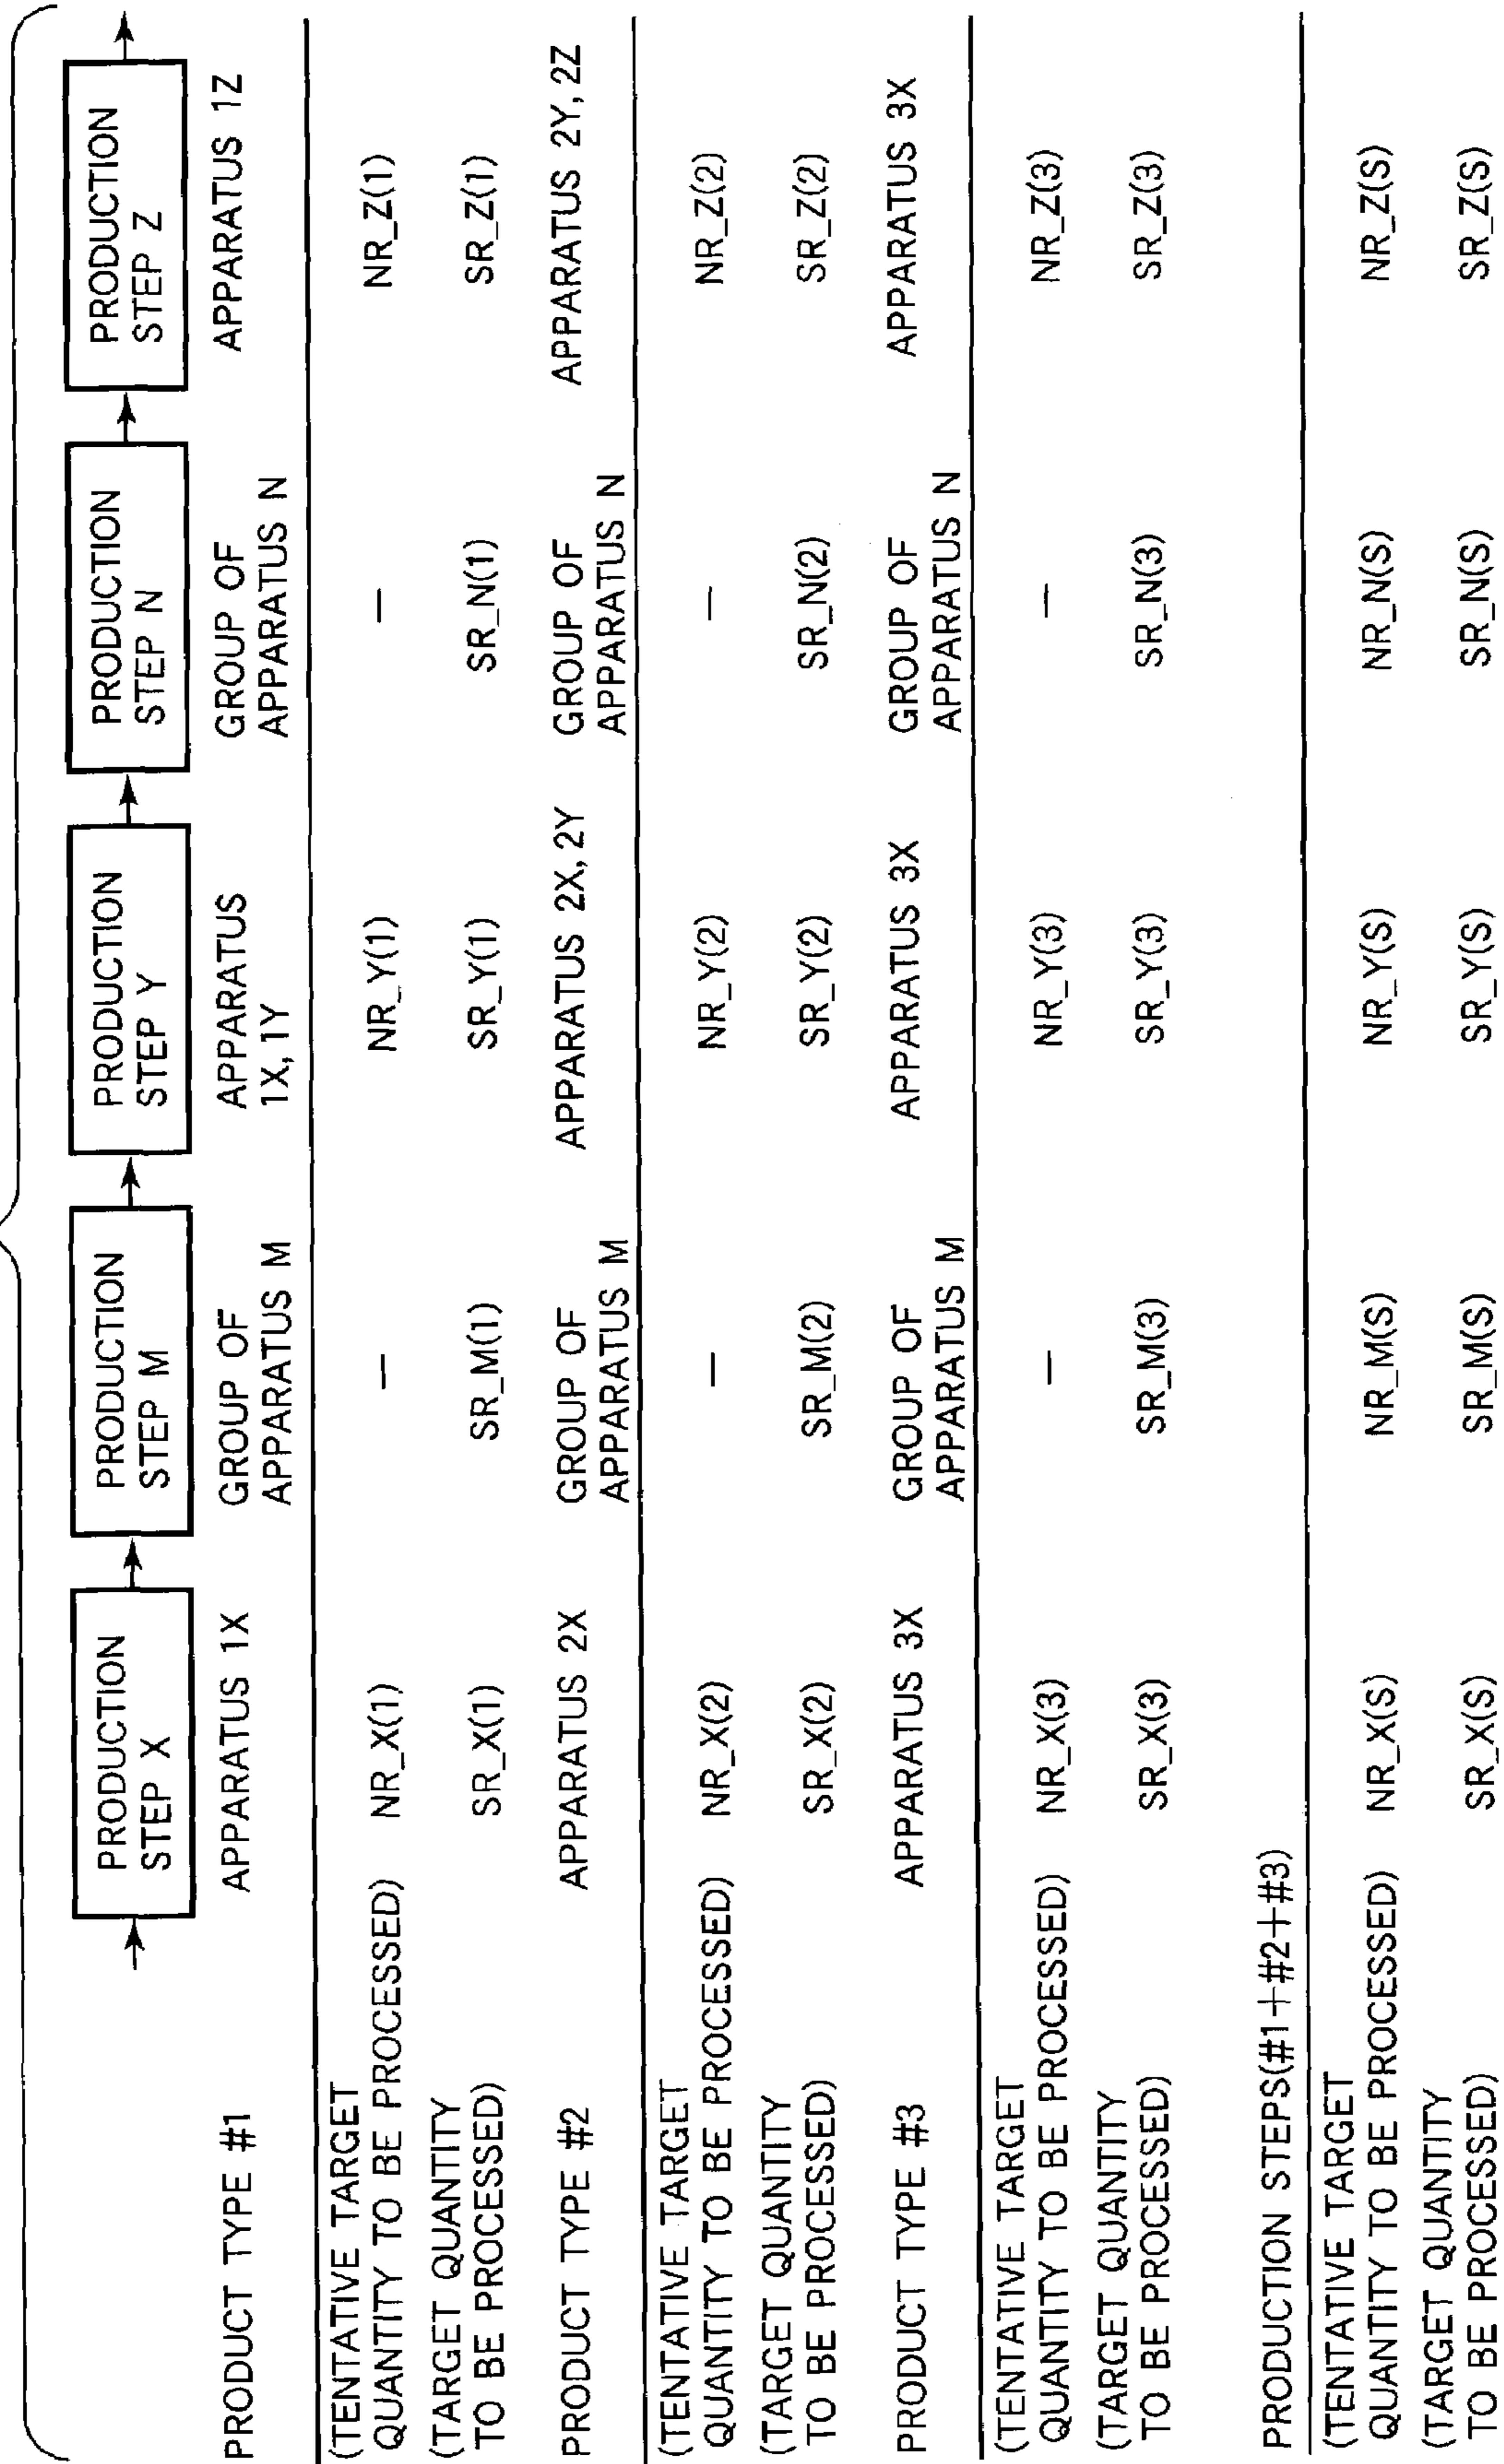 PRODUCTION
STEP X
PRODUCTION
STEP M
PRODUCTION
STEP Y
PRODUCTION
STEP N
PRODUCTION
STEP Z
PRODUCT TYPE #1
APPARATUS 1X
GROUP OF
APPARATUS M
APPARATUS
1X, 1Y
GROUP OF
APPARATUS N
APPARATUS 1Z
(TENTATIVE TARGET
QUANTITY TO BE PROCESSED)
NR_X(1)
—
NR_Y(1)
—
NR_Z(1)
(TARGET QUANTITY
TO BE PROCESSED)
SR_X(1)
SR_M(1)
SR_Y(1)
SR_N(1)
SR_Z(1)
PRODUCT TYPE #2
APPARATUS 2X
GROUP OF
APPARATUS M
APPARATUS 2X, 2Y
GROUP OF
APPARATUS N
APPARATUS 2Y, 2Z
(TENTATIVE TARGET
QUANTITY TO BE PROCESSED)
NR_X(2)
—
NR_Y(2)
—
NR_Z(2)
(TARGET QUANTITY
TO BE PROCESSED)
SR_X(2)
SR_M(2)
SR_Y(2)
SR_N(2)
SR_Z(2)
PRODUCT TYPE #3
APPARATUS 3X
GROUP OF
APPARATUS M
APPARATUS 3X
GROUP OF
APPARATUS N
APPARATUS 3X
(TENTATIVE TARGET
QUANTITY TO BE PROCESSED)
NR_X(3)
—
NR_Y(3)
—
NR_Z(3)
(TARGET QUANTITY
TO BE PROCESSED)
SR_X(3)
SR_M(3)
SR_Y(3)
SR_N(3)
SR_Z(3)
PRODUCTION STEPS(#1+#2+#3)
(TENTATIVE TARGET
QUANTITY TO BE PROCESSED)
NR_X(S)
NR_M(S)
NR_Y(S)
NR_N(S)
NR_Z(S)
(TARGET QUANTITY
TO BE PROCESSED)
SR_X(S)
SR_M(S)
SR_Y(S)
SR_N(S)
SR_Z(S)